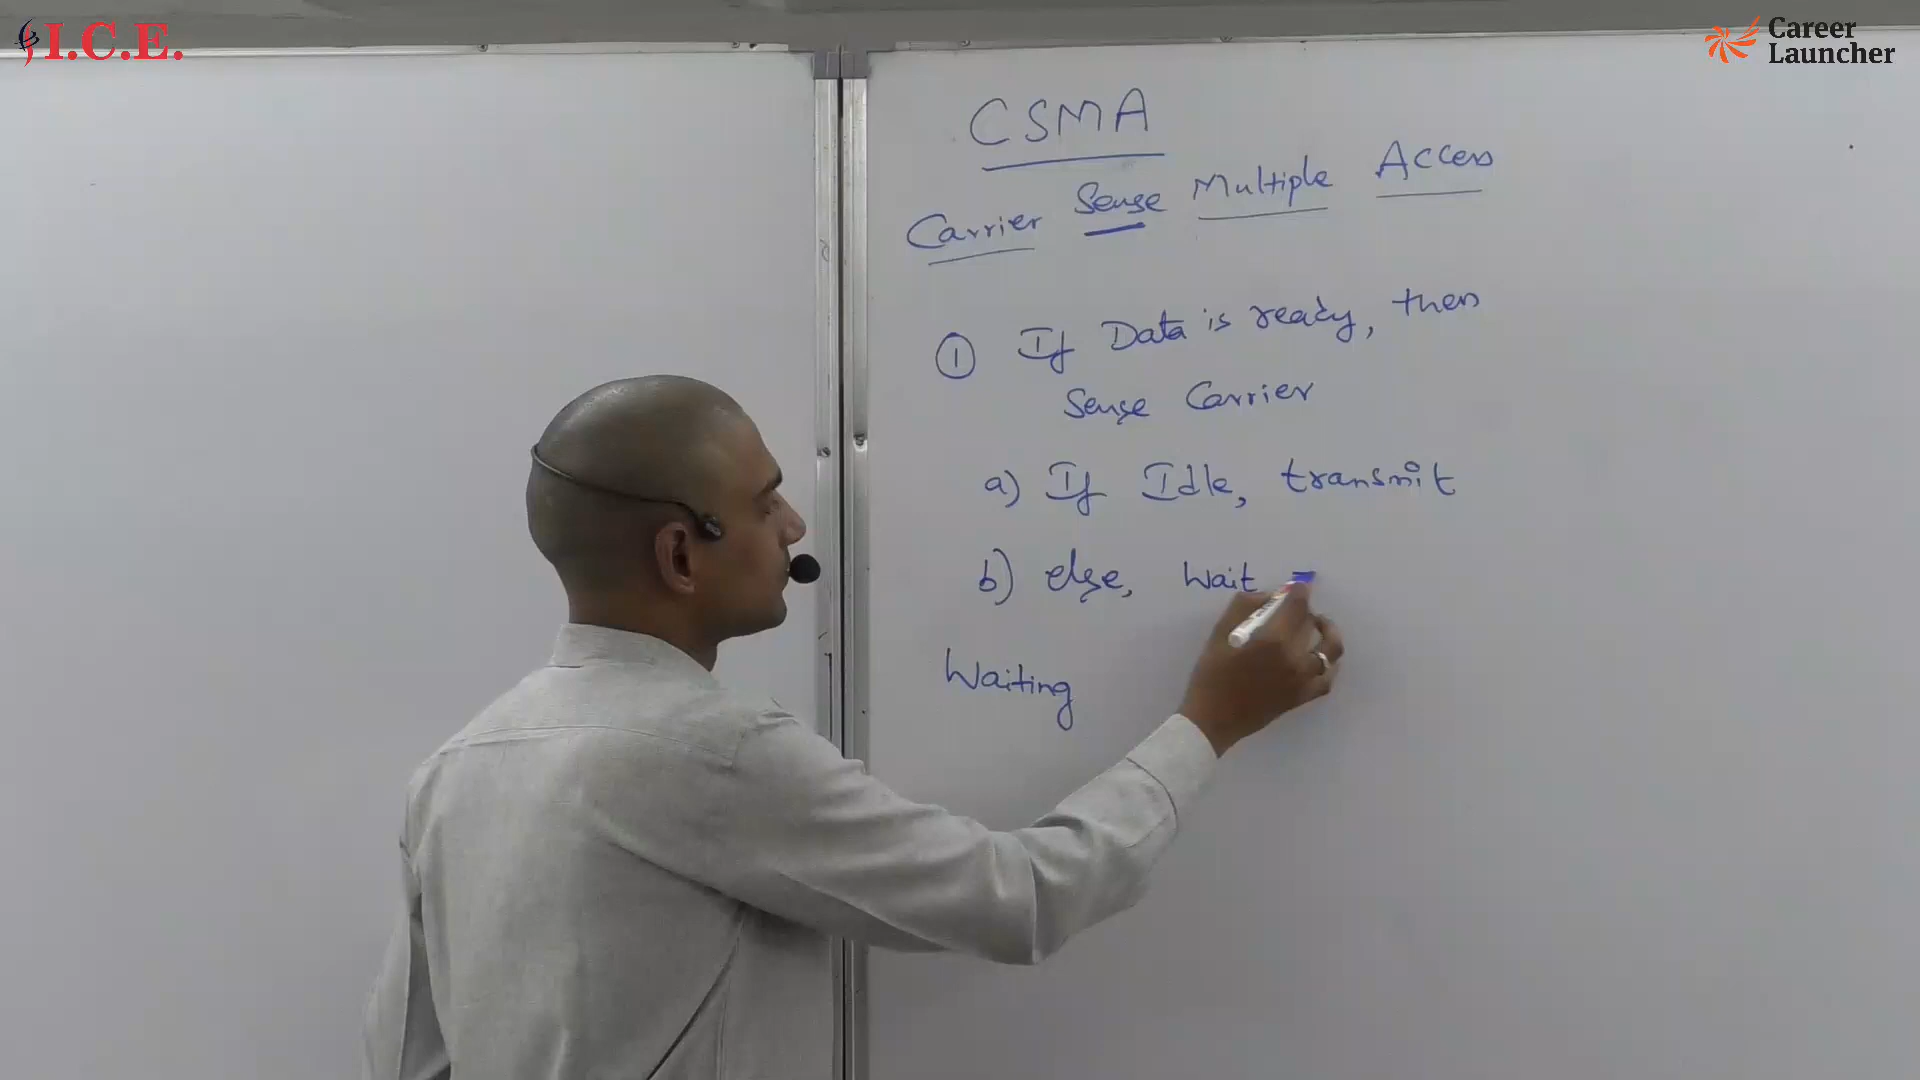 I.C.E.
Career
Launcher
CSMA
Carrier Sense Multiple Access
① If Data is ready, then
Sense Carrier
a) If Idle, transmit
b) else, Wait
Waiting